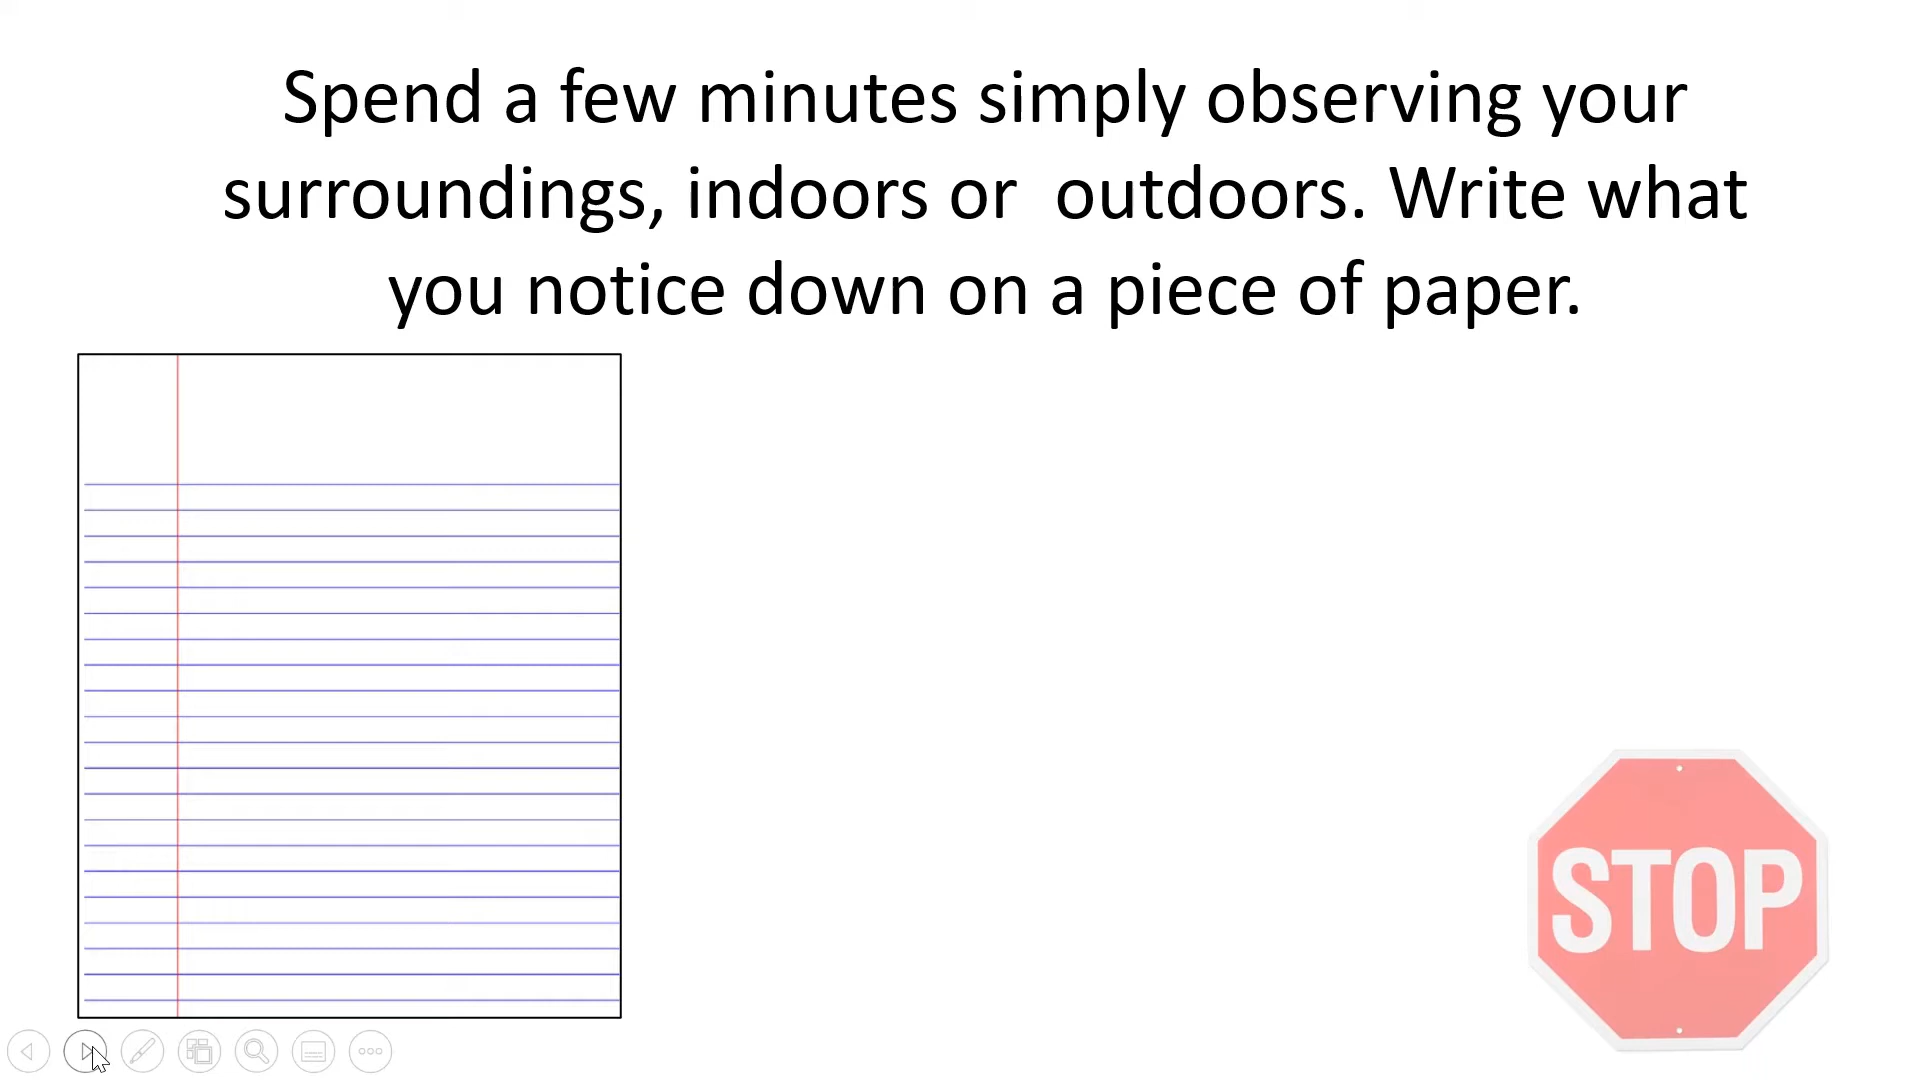 Spend a few minutes simply observing your
surroundings, indoors or  outdoors. Write what
you notice down on a piece of paper.
STOP